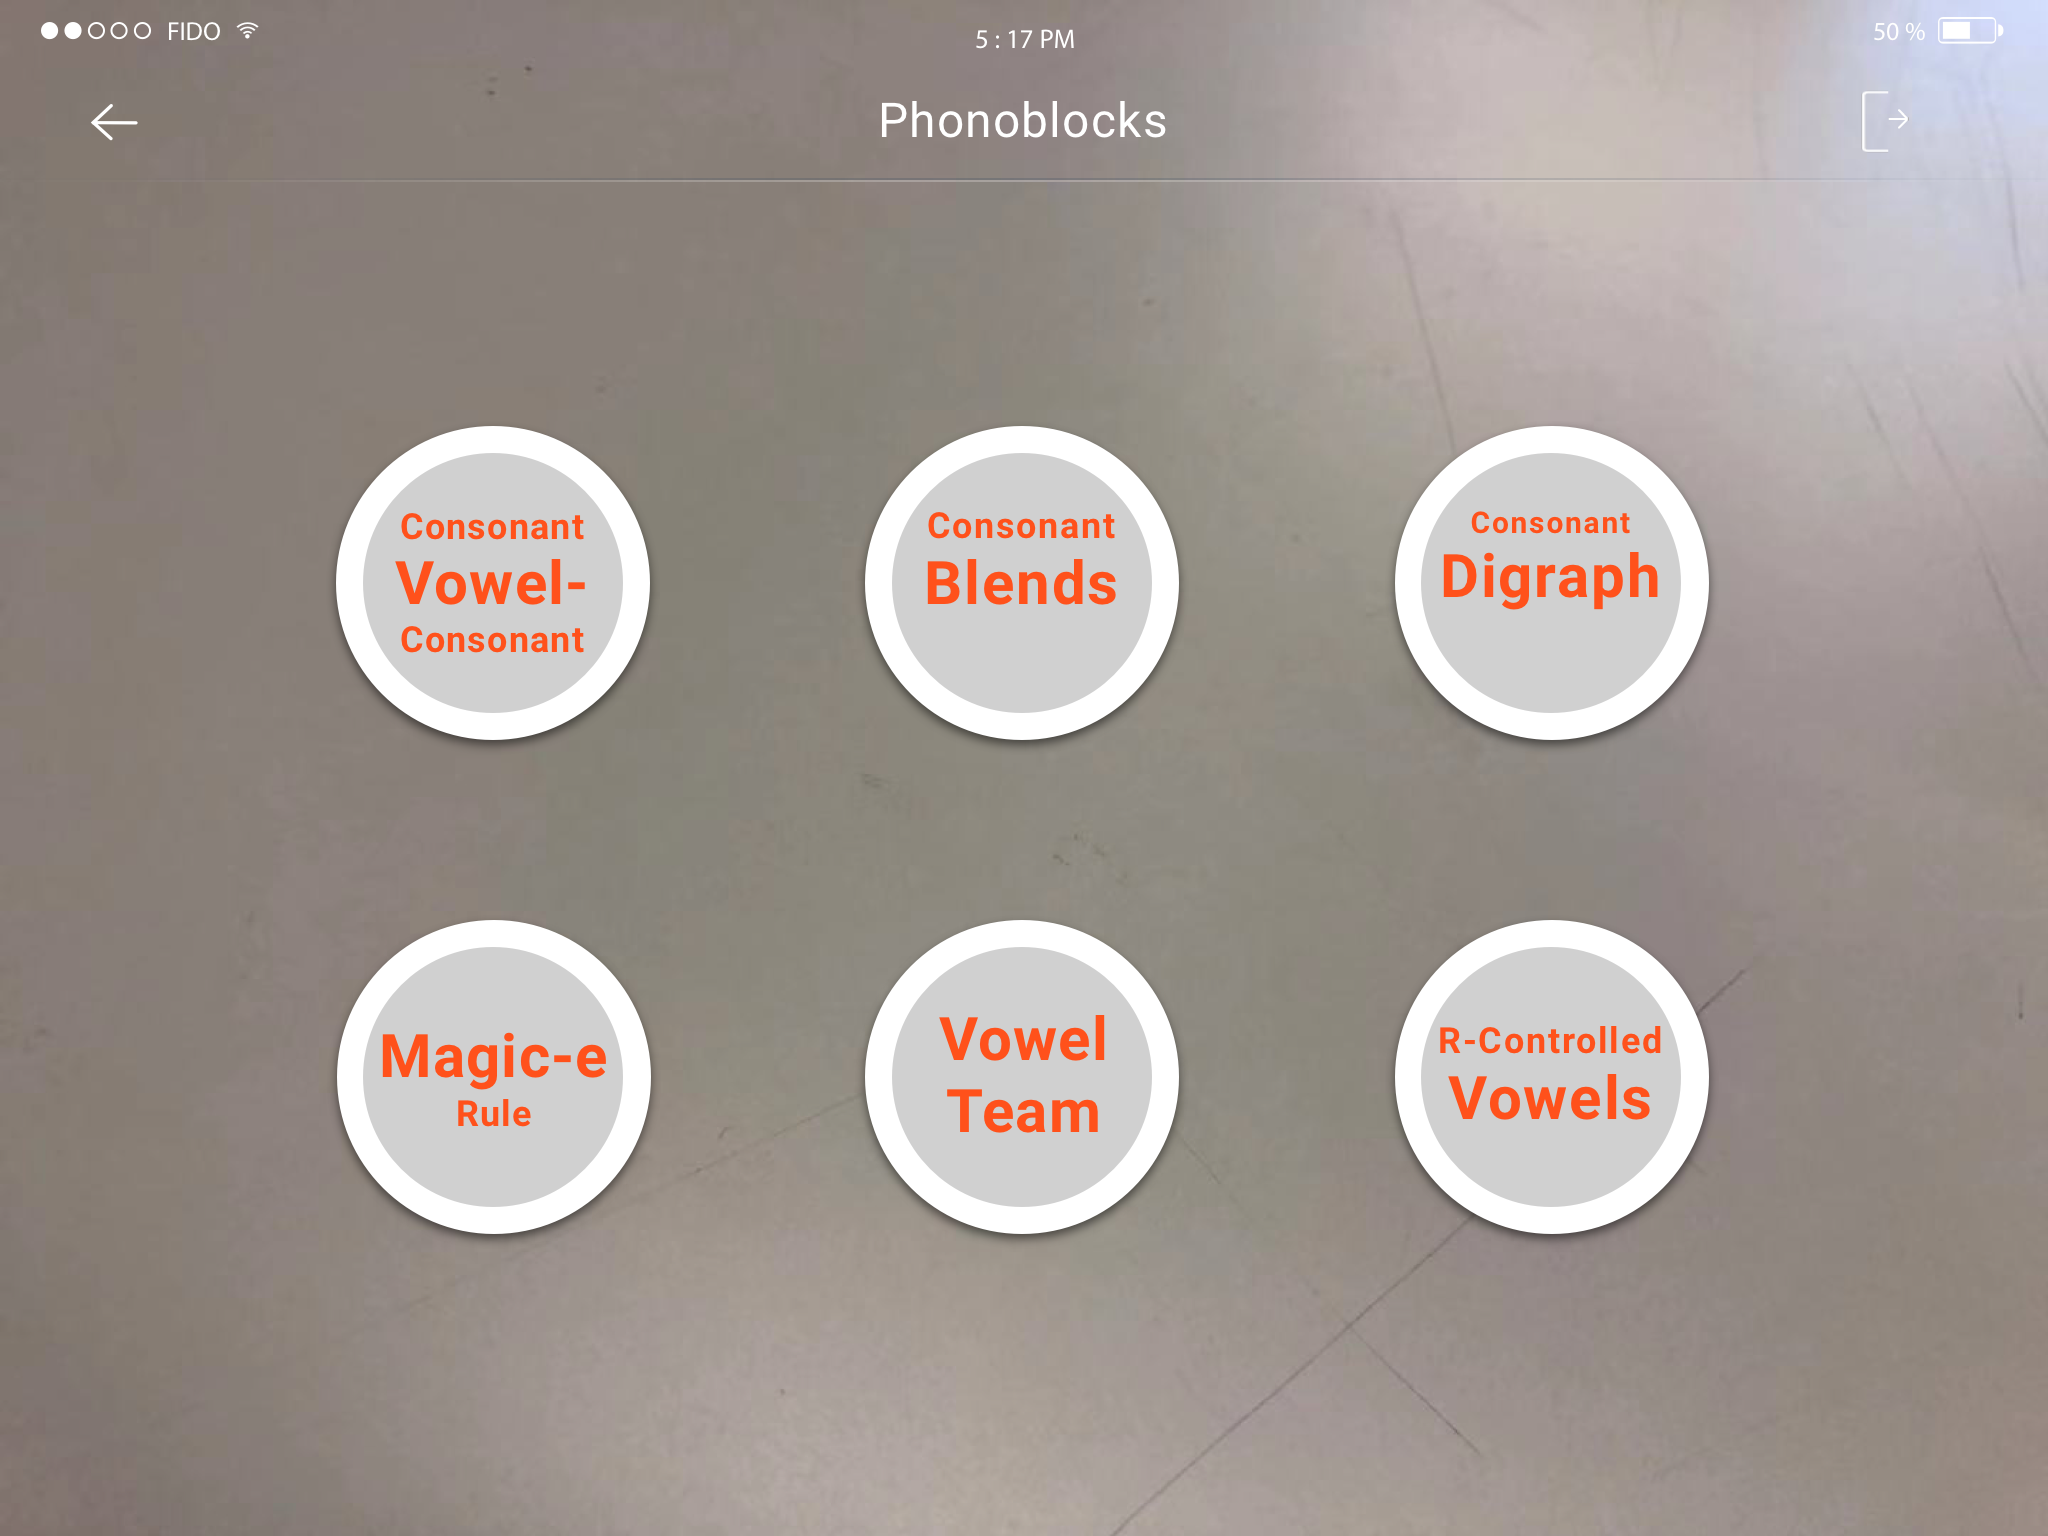 FIDO
5 : 17 PM
50 %
Phonoblocks
Consonant
Vowel-
Consonant
Consonant
Blends
Consonant
Digraph
Magic-e
Rule
Vowel
Team
R-Controlled
Vowels